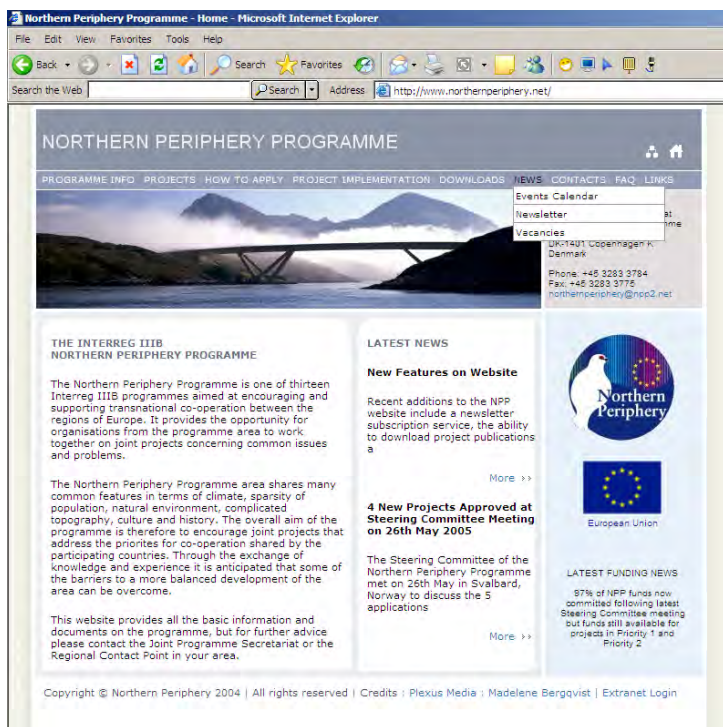 Northern Periphery Programme - Home - Microsoft Internet Explorer
File Edit View Favorites Tools Help
Back Search Favorites
Search the Web Search Address http://www.northernperiphery.net/
NORTHERN PERIPHERY PROGRAMME
PROGRAMME INFO PROJECTS HOW TO APPLY PROJECT IMPLEMENTATION DOWNLOADS NEWS CONTACTS FAQ LINKS
Events Calendar
Newsletter
Vacancies
DK-1401 Copenhagen K
Denmark
Phone: +45 3283 3784
Fax: +45 3283 3775
northernperiphery@npp2.net
THE INTERREG IIIB
NORTHERN PERIPHERY PROGRAMME
The Northern Periphery Programme is one of thirteen
Interreg IIIB programmes aimed at encouraging and
supporting transnational co-operation between the
regions of Europe. It provides the opportunity for
organisations from the programme area to work
together on joint projects concerning common issues
and problems.
The Northern Periphery Programme area shares many
common features in terms of climate, sparsity of
population, natural environment, complicated
topography, culture and history. The overall aim of the
programme is therefore to encourage joint projects that
address the priorites for co-operation shared by the
participating countries. Through the exchange of
knowledge and experience it is anticipated that some of
the barriers to a more balanced development of the
area can be overcome.
This website provides all the basic information and
documents on the programme, but for further advice
please contact the Joint Programme Secretariat or the
Regional Contact Point in your area.
LATEST NEWS
New Features on Website
Recent additions to the NPP
website include a newsletter
subscription service, the ability
to download project publications
a
More >>
4 New Projects Approved at
Steering Committee Meeting
on 26th May 2005
The Steering Committee of the
Northern Periphery Programme
met on 26th May in Svalbard,
Norway to discuss the 5
applications
More >>
Northern
Periphery
European Union
LATEST FUNDING NEWS
97% of NPP funds now
committed following latest
Steering Committee meeting
but funds still available for
projects in Priority 1 and
Priority 2
Copyright © Northern Periphery 2004 | All rights reserved | Credits : Plexus Media : Madelene Bergqvist | Extranet Login